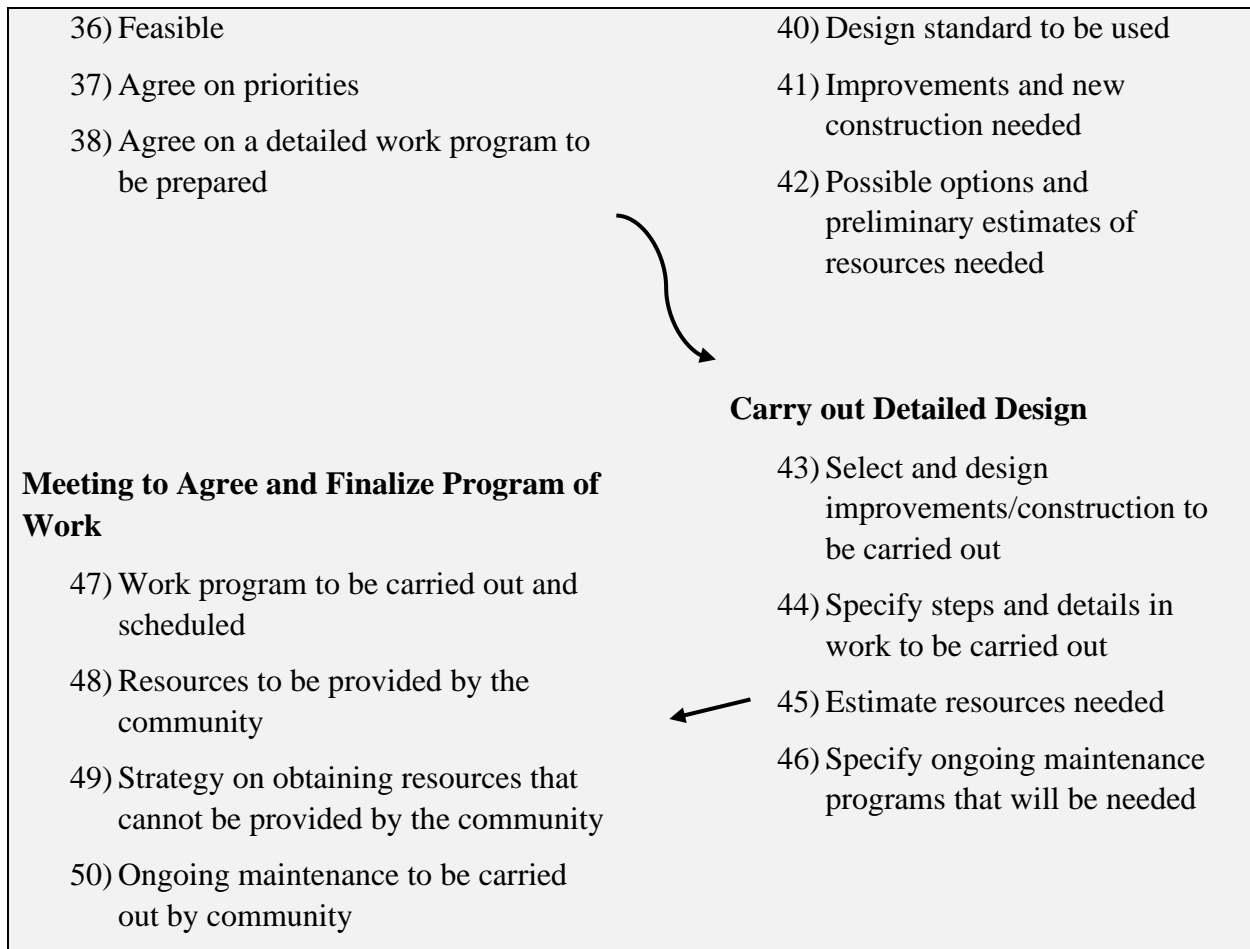 36) Feasible
37) Agree on priorities
38) Agree on a detailed work program to
be prepared
40) Design standard to be used
41) Improvements and new
construction needed
42) Possible options and
preliminary estimates of
resources needed
Carry out Detailed Design
43) Select and design
improvements/construction to
be carried out
44) Specify steps and details in
work to be carried out
45) Estimate resources needed
46) Specify ongoing maintenance
programs that will be needed
Meeting to Agree and Finalize Program of
Work
47) Work program to be carried out and
scheduled
48) Resources to be provided by the
community
49) Strategy on obtaining resources that
cannot be provided by the community
50) Ongoing maintenance to be carried
out by community